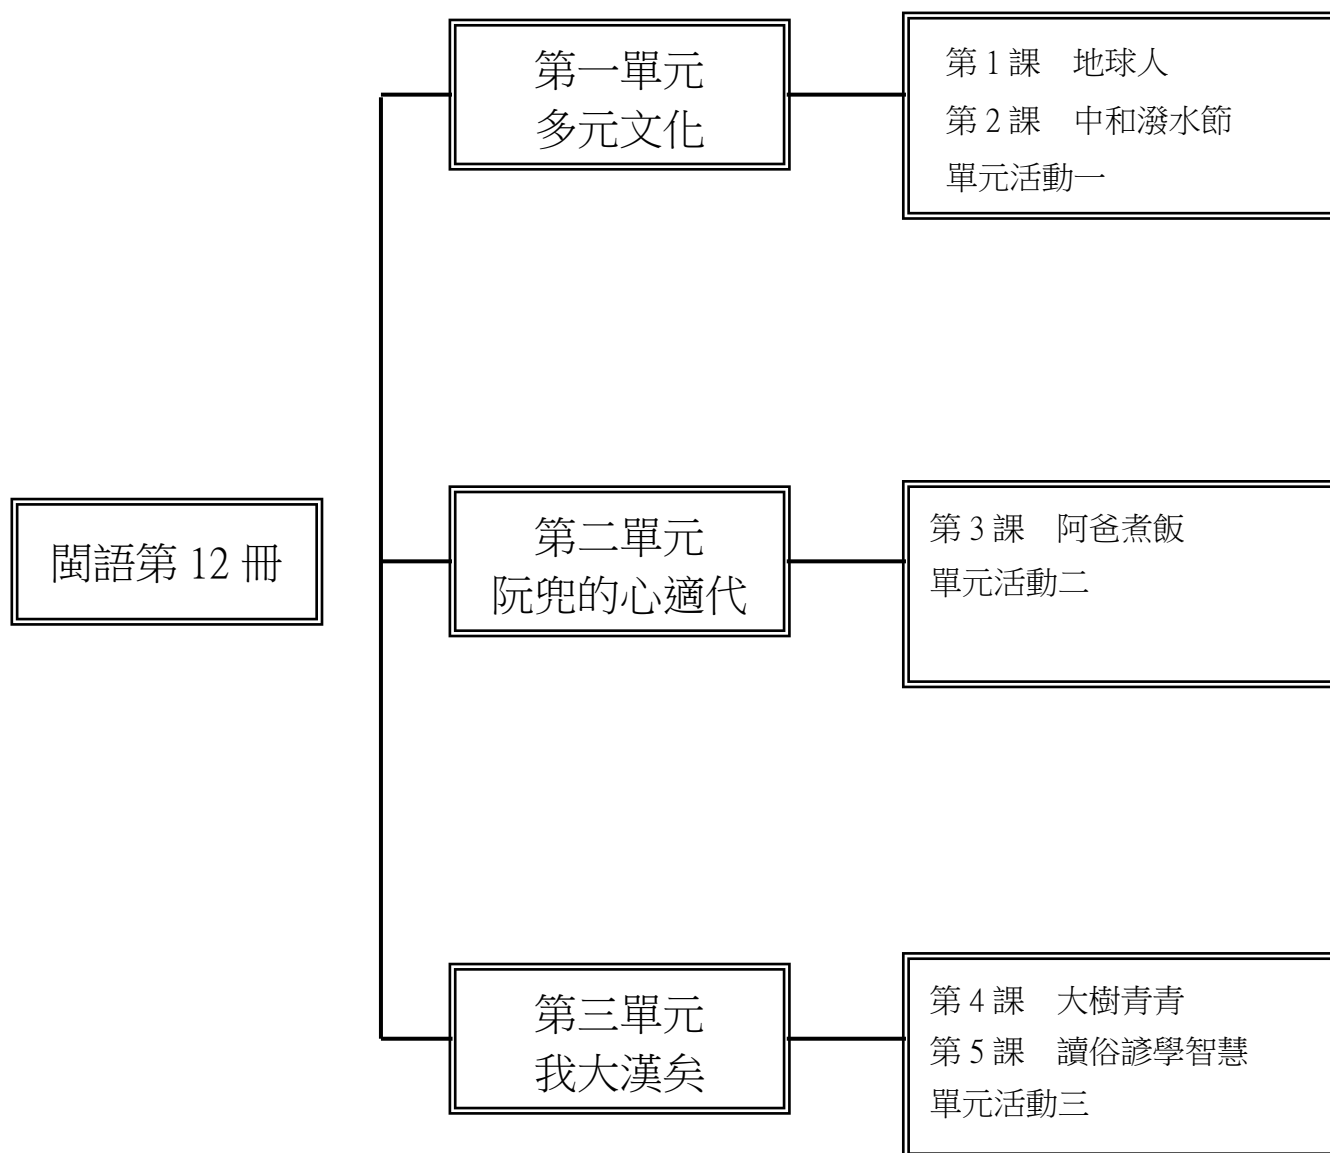 第一單元
多元文化
第 1 課　地球人
第 2 課　中和潑水節
單元活動一
閩語第 12 冊
第二單元
阮兜的心適代
第 3 課　阿爸煮飯
單元活動二
第三單元
我大漢矣
第 4 課　大樹青青
第 5 課　讀俗諺學智慧
單元活動三